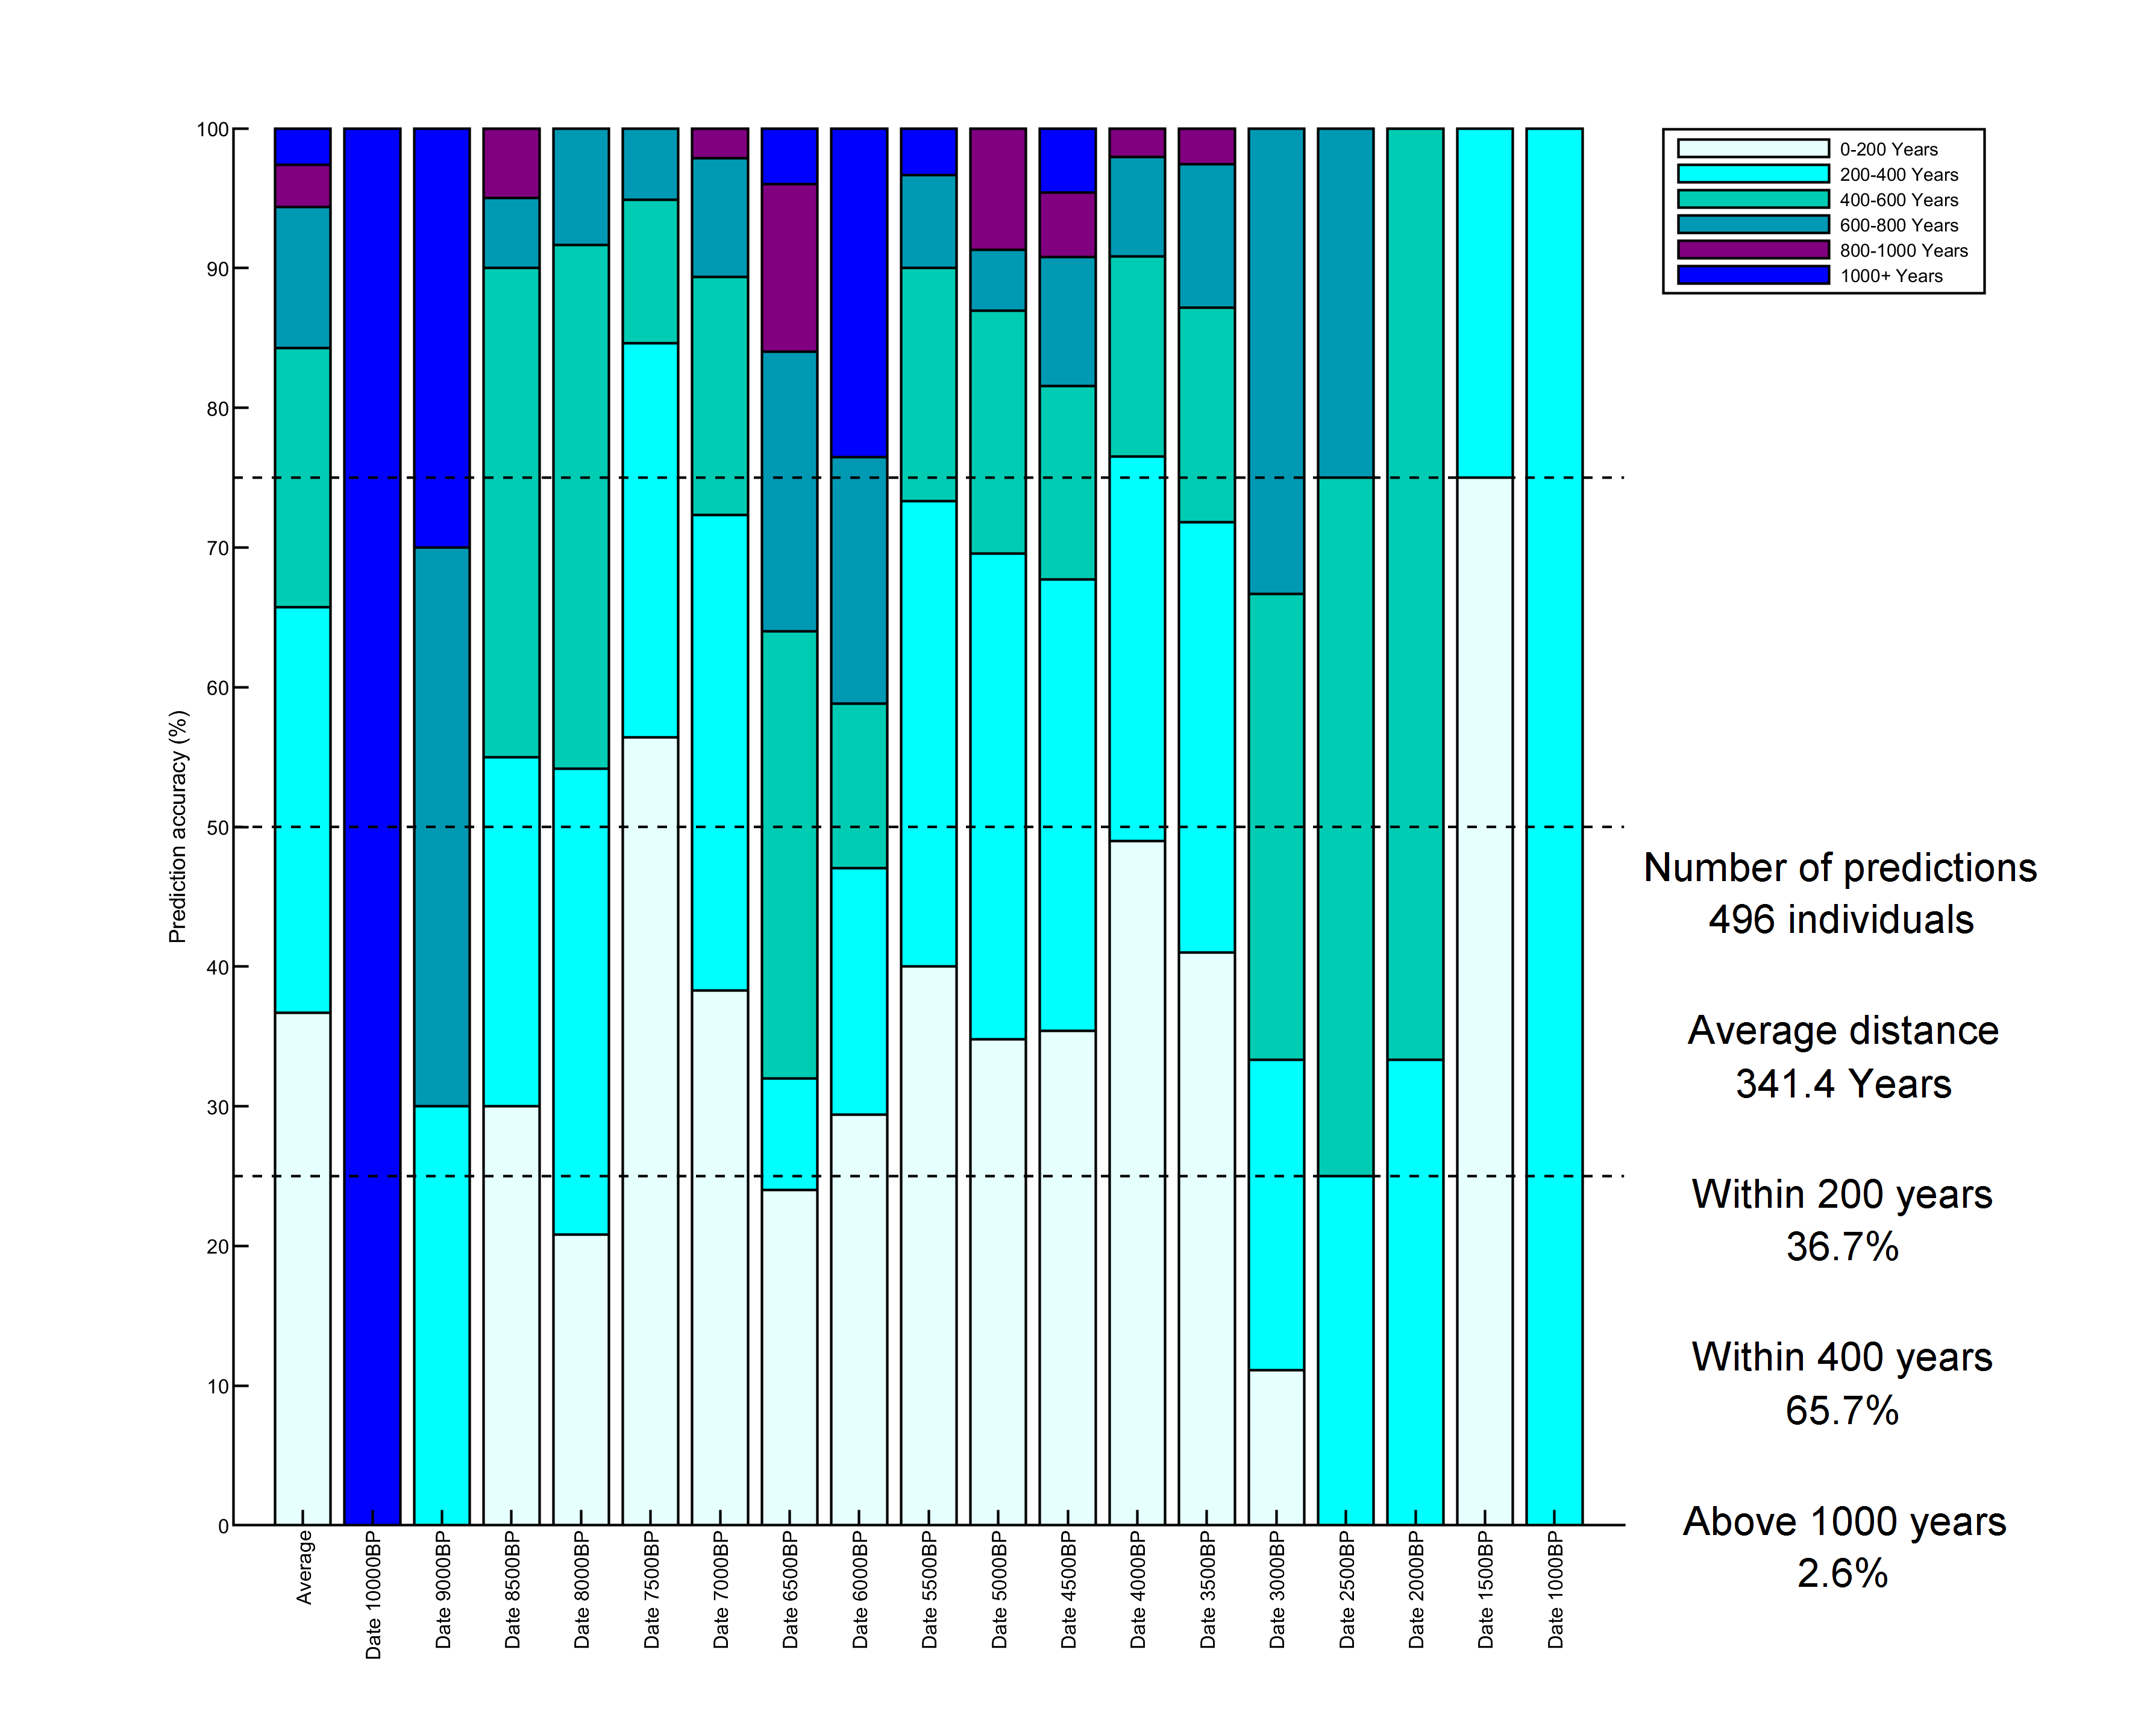 100
90
80
70
60
50
40
30
20
10
0
Prediction accuracy (%)
Average
Date 10000BP
Date 9000BP
Date 8500BP
Date 8000BP
Date 7500BP
Date 7000BP
Date 6500BP
Date 6000BP
Date 5500BP
Date 5000BP
Date 4500BP
Date 4000BP
Date 3500BP
Date 3000BP
Date 2500BP
Date 2000BP
Date 1500BP
Date 1000BP
0-200 Years
200-400 Years
400-600 Years
600-800 Years
800-1000 Years
1000+ Years
Number of predictions
496 individuals
Average distance
341.4 Years
Within 200 years
36.7%
Within 400 years
65.7%
Above 1000 years
2.6%